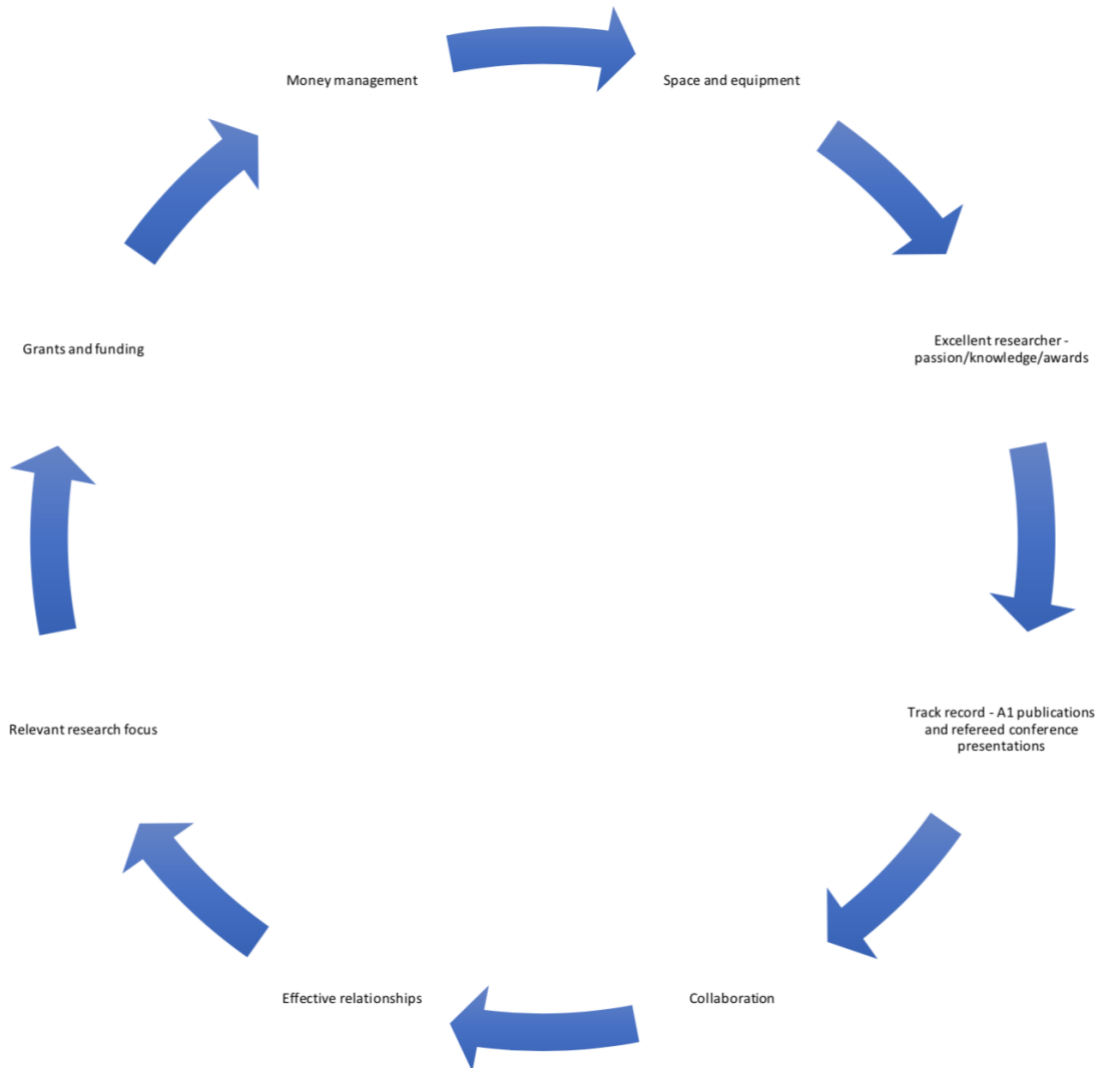 Money management
Space and equipment
Excellent researcher -
passion/knowledge/awards
Track record - A1 publications
and refereed conference
presentations
Collaboration
Effective relationships
Relevant research focus
Grants and funding